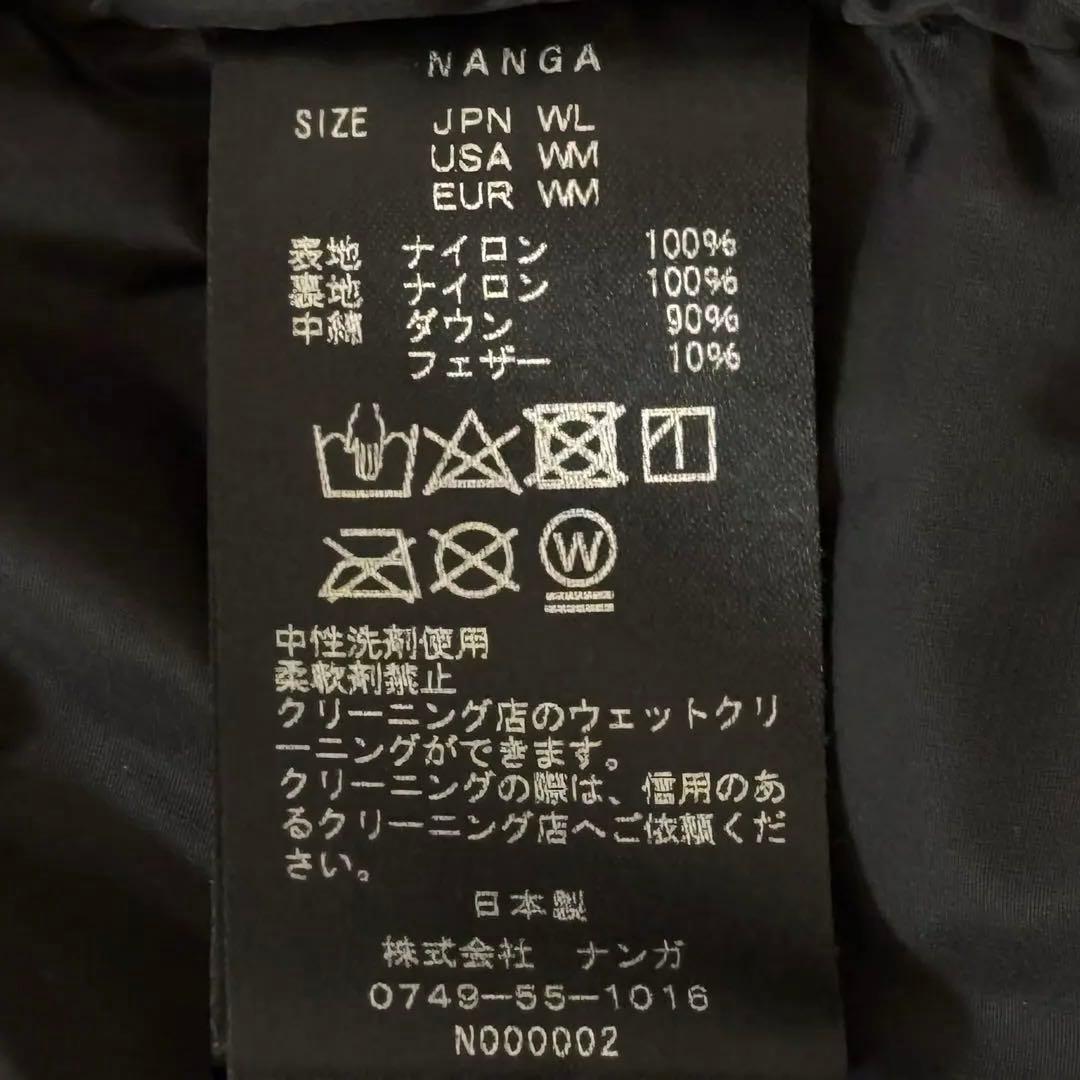 NANGA
SIZE JPN WL
USA WM
EUR WM
表地 ナイロン 100%
裏地 ナイロン 100%
中綿 ダウン 90%
フェザー 10%
W
中性洗剤使用
柔軟剤禁止
クリーニング店のウェットクリ
ーニングができます。
クリーニングの際は、信用のあ
るクリーニング店へご依頼くだ
さい。
日本製
株式会社 ナンガ
0749-55-1016
N000002